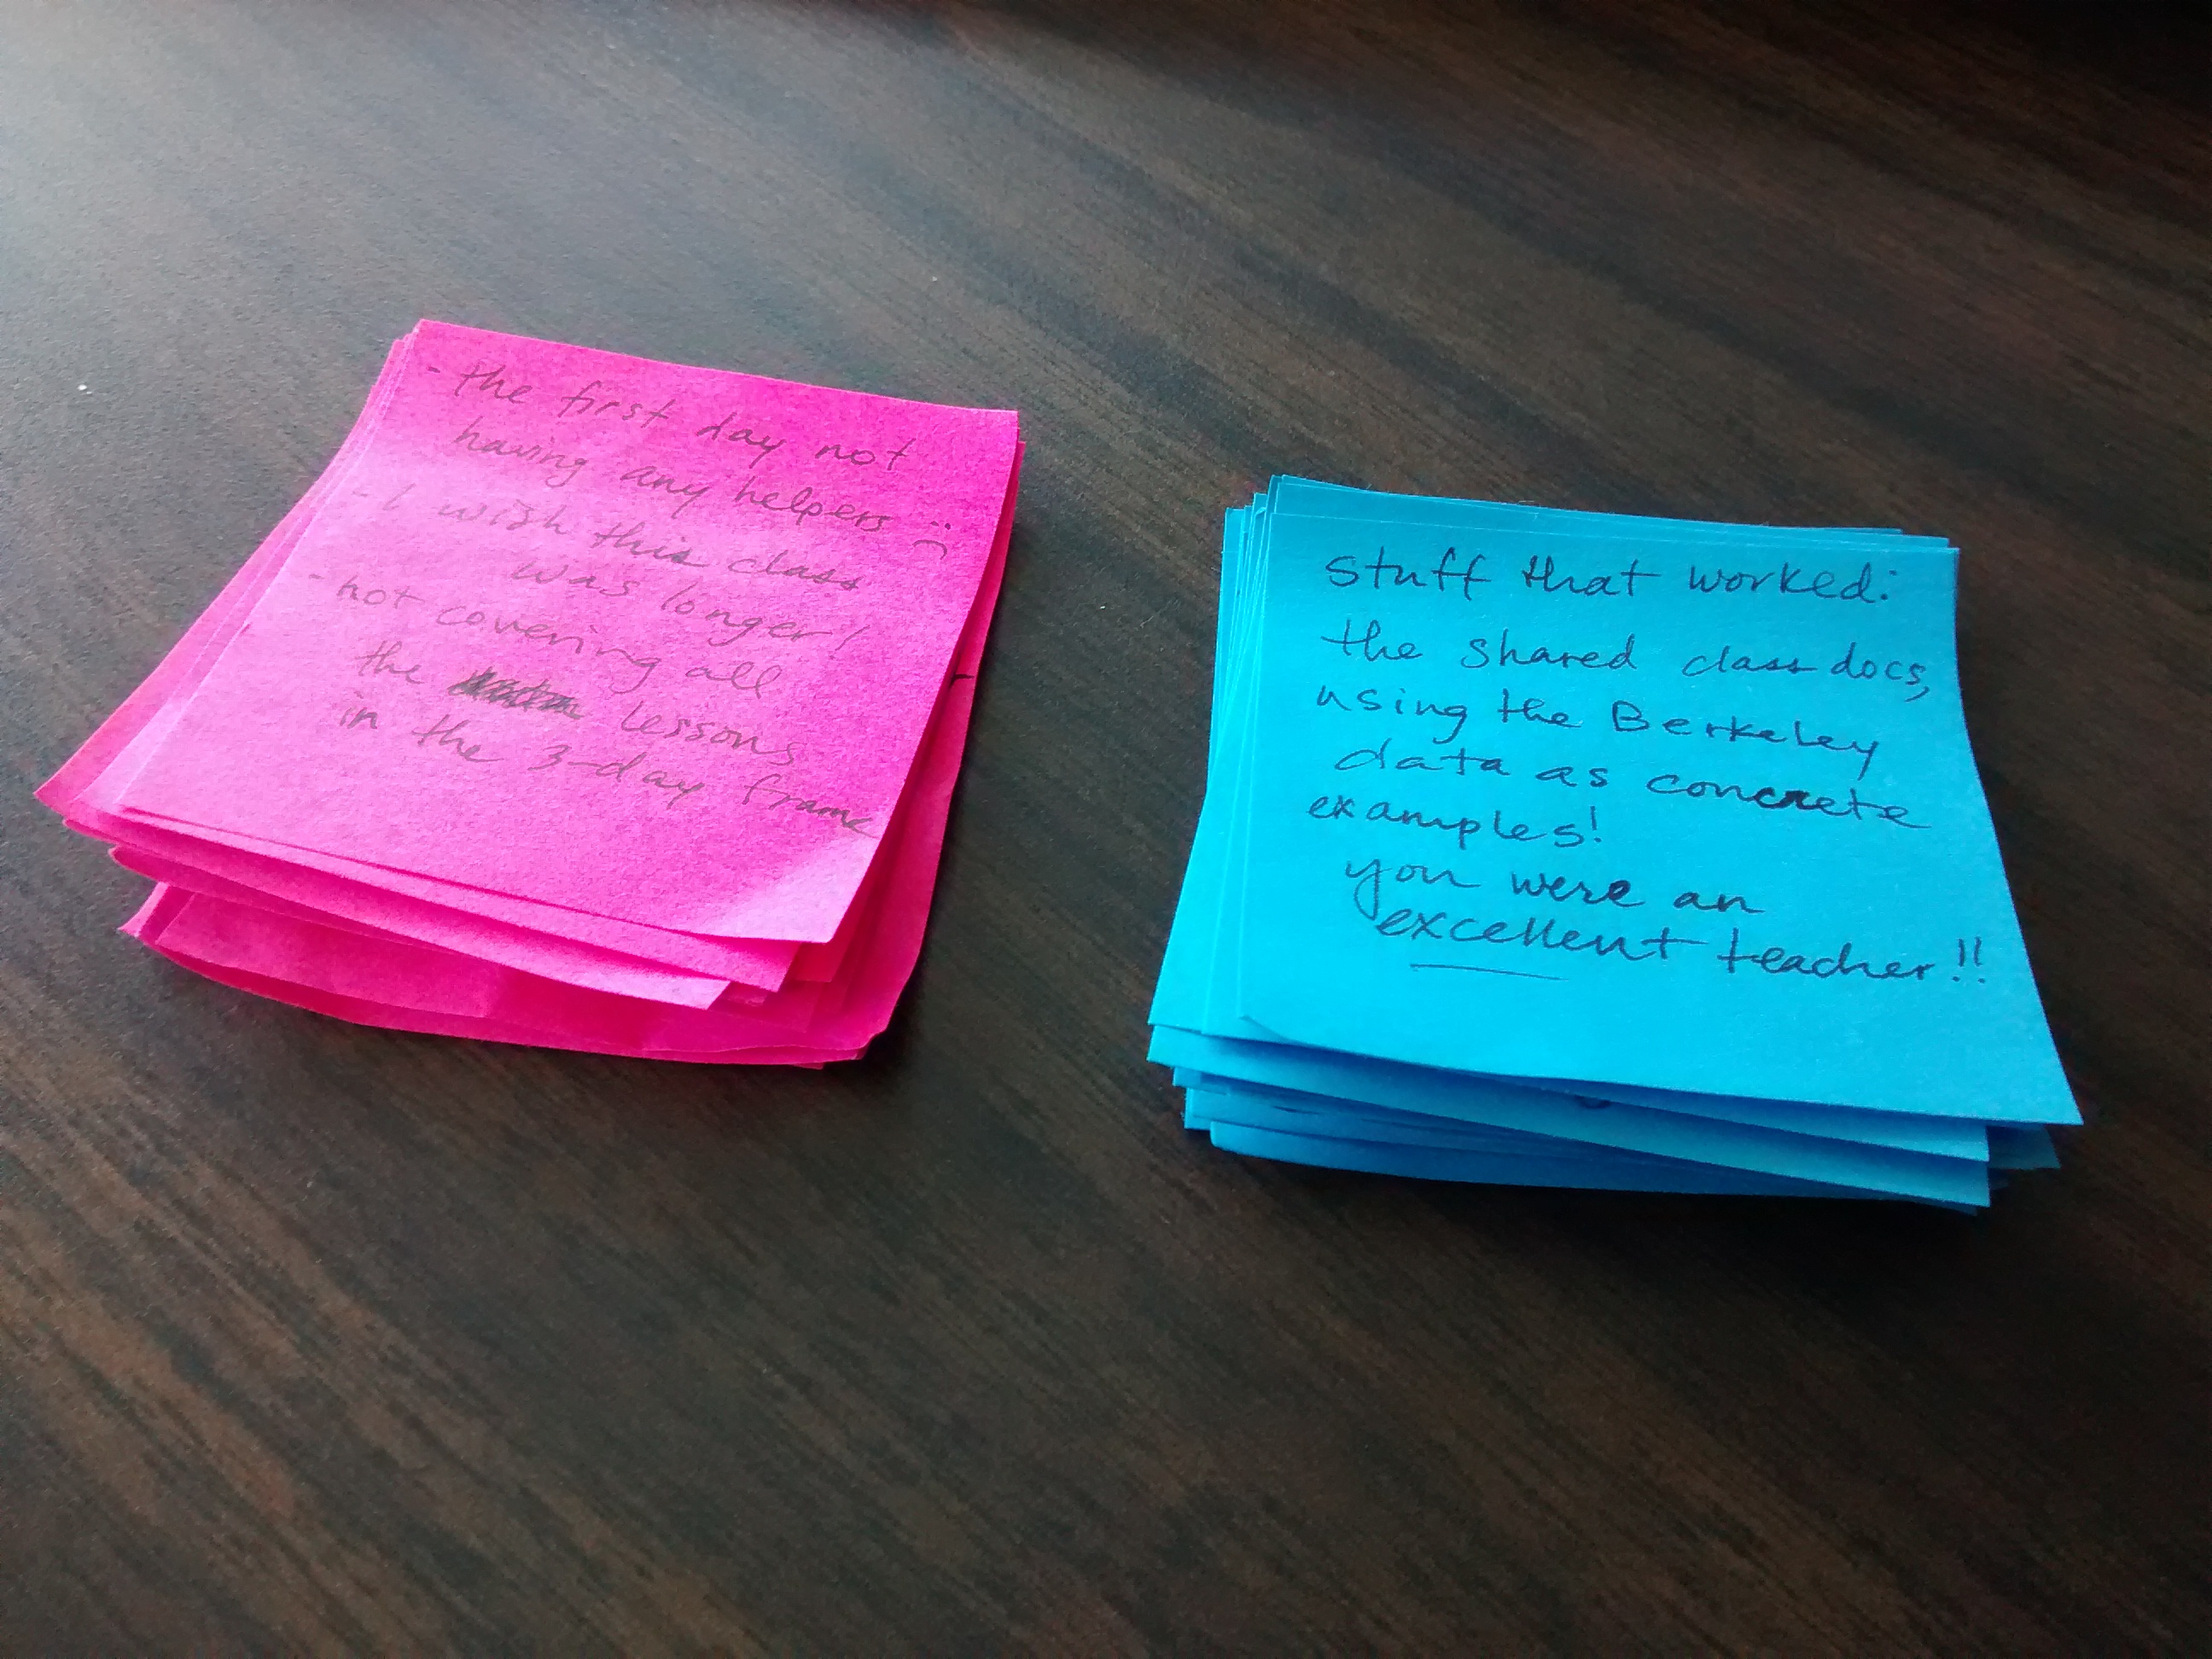 - the first day not
having any helpers :(
- I wish this class
was longer!
- not covering all
the lessons
in the 3-day frame
stuff that worked:
the shared class docs,
using the Berkeley
data as concrete
examples!
you were an
excellent teacher!!